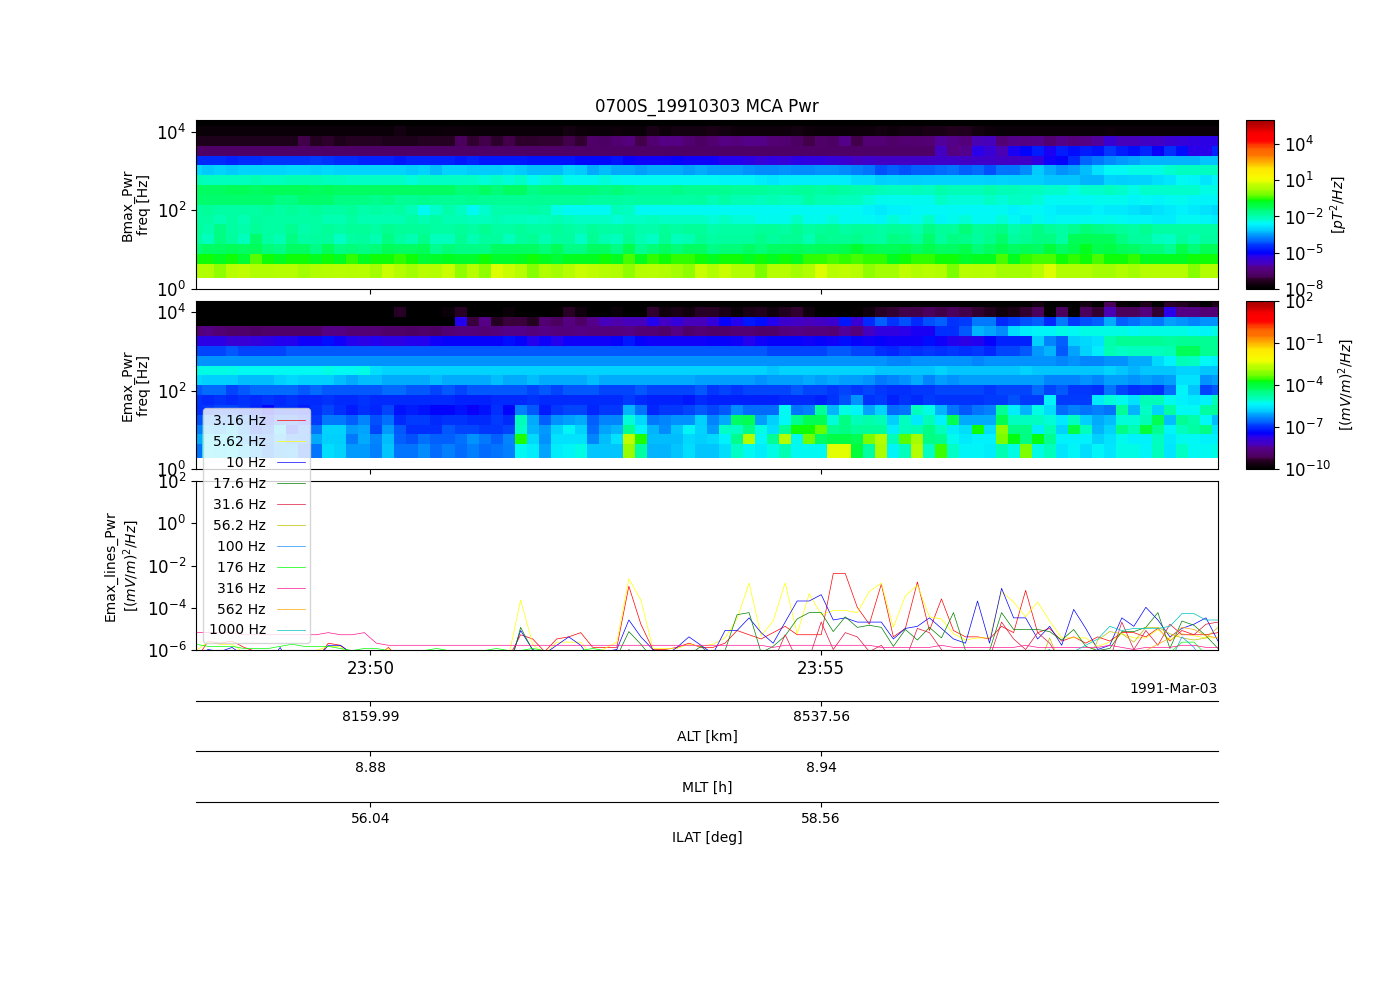 0700S_19910303 MCA Pwr
10^4
10^2
10^0
Bmax_Pwr
freq [Hz]
10^4
10^1
10^-2
10^-5
10^-8
[pT^2/Hz]
10^4
10^2
10^0
Emax_Pwr
freq [Hz]
10^2
10^-1
10^-4
10^-7
10^-10
[(mV/m)^2/Hz]
3.16 Hz
5.62 Hz
10 Hz
17.6 Hz
31.6 Hz
56.2 Hz
100 Hz
176 Hz
316 Hz
562 Hz
1000 Hz
10^2
10^0
10^-2
10^-4
10^-6
Emax_lines_Pwr
[(mV/m)^2/Hz]
23:50 23:55
1991-Mar-03
8159.99 8537.56
ALT [km]
8.88 8.94
MLT [h]
56.04 58.56
ILAT [deg]